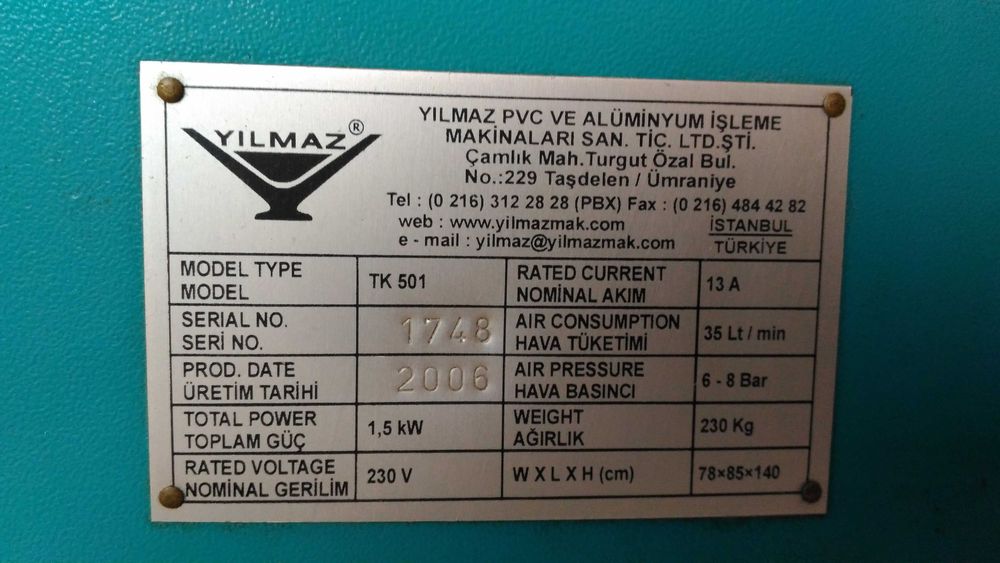 YILMAZ ®
YILMAZ PVC VE ALÜMİNYUM İŞLEME
MAKİNALARI SAN. TİC. LTD.ŞTİ.
Çamlık Mah.Turgut Özal Bul.
No.:229 Taşdelen / Ümraniye
Tel : (0 216) 312 28 28 (PBX) Fax : (0 216) 484 42 82
web : www.yilmazmak.com
e - mail : yilmaz@yilmazmak.com
İSTANBUL
TÜRKİYE
MODEL TYPE
MODEL
TK 501
RATED CURRENT
NOMİNAL AKIM
13 A
SERIAL NO.
SERİ NO.
1748
AIR CONSUMPTION
HAVA TÜKETİMİ
35 Lt / min
PROD. DATE
ÜRETİM TARİHİ
2006
AIR PRESSURE
HAVA BASINCI
6 - 8 Bar
TOTAL POWER
TOPLAM GÜÇ
1,5 kW
WEIGHT
AĞIRLIK
230 Kg
RATED VOLTAGE
NOMİNAL GERİLİM
230 V
W X L X H (cm)
78×85×140